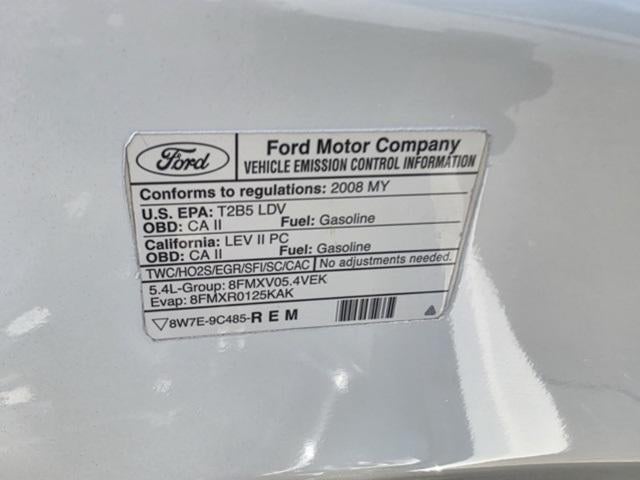 Ford
Ford Motor Company
VEHICLE EMISSION CONTROL INFORMATION
Conforms to regulations: 2008 MY
U.S. EPA: T2B5 LDV
OBD: CA II Fuel: Gasoline
California: LEV II PC
OBD: CA II Fuel: Gasoline
TWC/HO2S/EGR/SFI/SC/CAC No adjustments needed.
5.4L-Group: 8FMXV05.4VEK
Evap: 8FMXR0125KAK
8W7E-9C485-REM